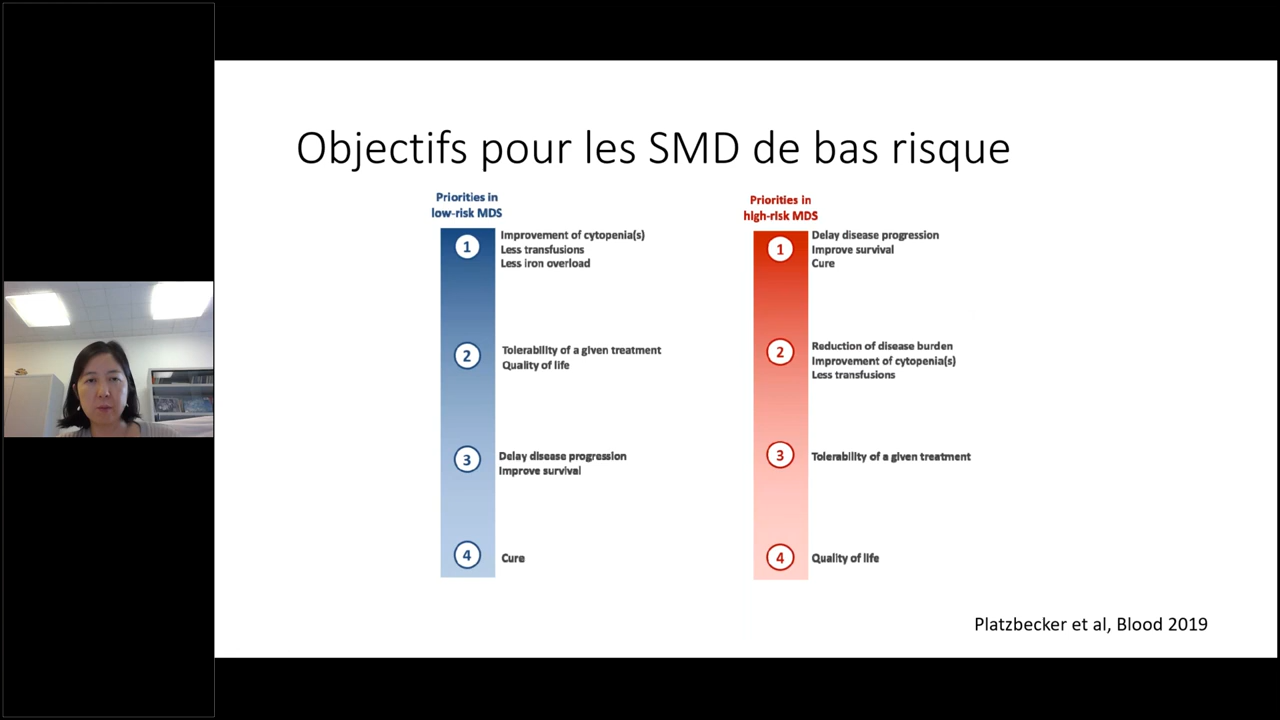 Objectifs pour les SMD de bas risque
Priorities in
low-risk MDS
1
Improvement of cytopenia(s)
Less transfusions
Less iron overload
2
Tolerability of a given treatment
Quality of life
3
Delay disease progression
Improve survival
4
Cure
Priorities in
high-risk MDS
1
Delay disease progression
Improve survival
Cure
2
Reduction of disease burden
Improvement of cytopenia(s)
Less transfusions
3
Tolerability of a given treatment
4
Quality of life
Platzbecker et al, Blood 2019